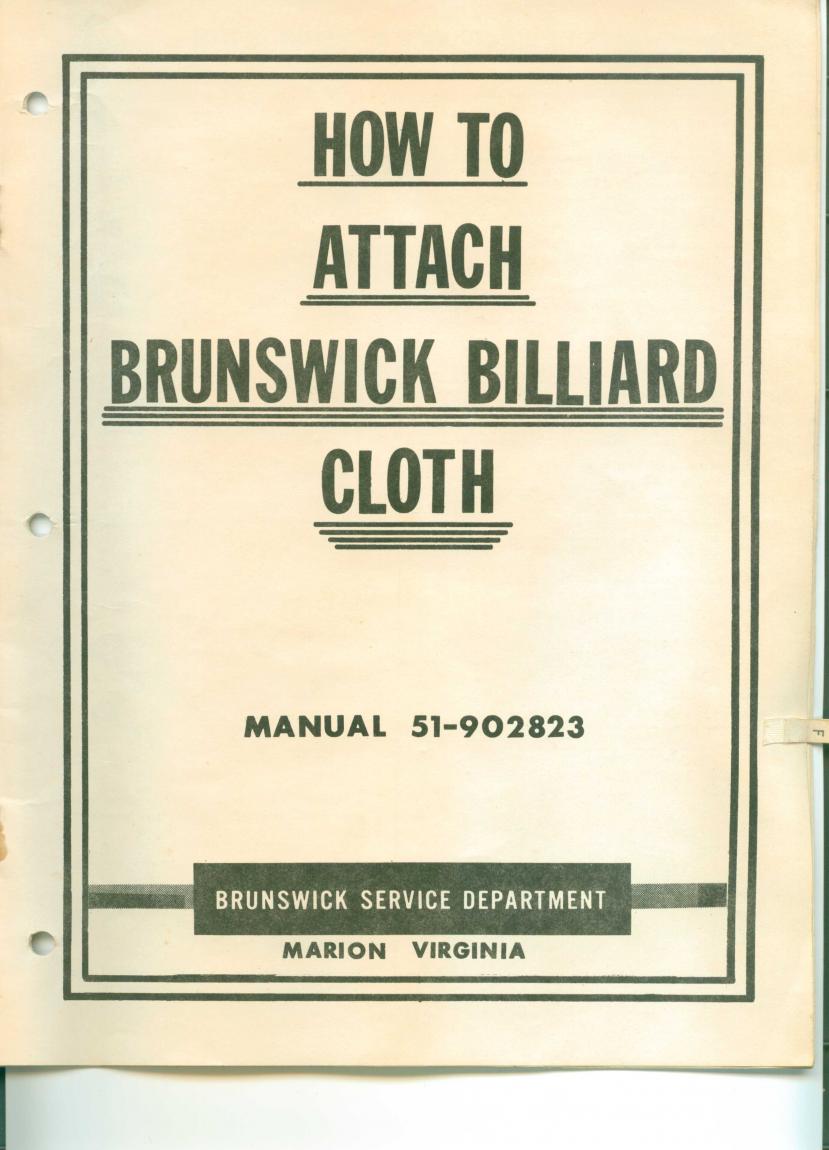 HOW TO
ATTACH
BRUNSWICK BILLIARD
CLOTH
MANUAL 51-902823
F
BRUNSWICK SERVICE DEPARTMENT
MARION VIRGINIA